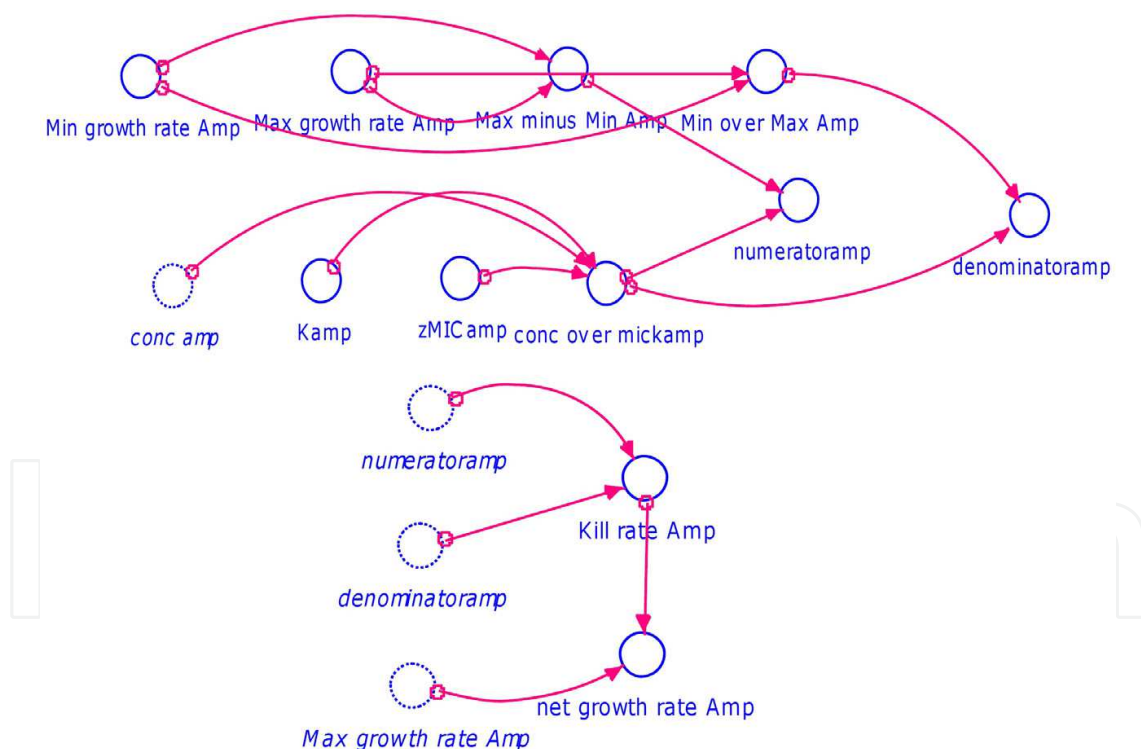 Min growth rate Amp
Max growth rate Amp
Max minus Min Amp
Min over Max Amp
numeratoramp
denominatoramp
conc amp
Kamp
zMICamp
conc over mickamp
numeratoramp
Kill rate Amp
denominatoramp
net growth rate Amp
Max growth rate Amp